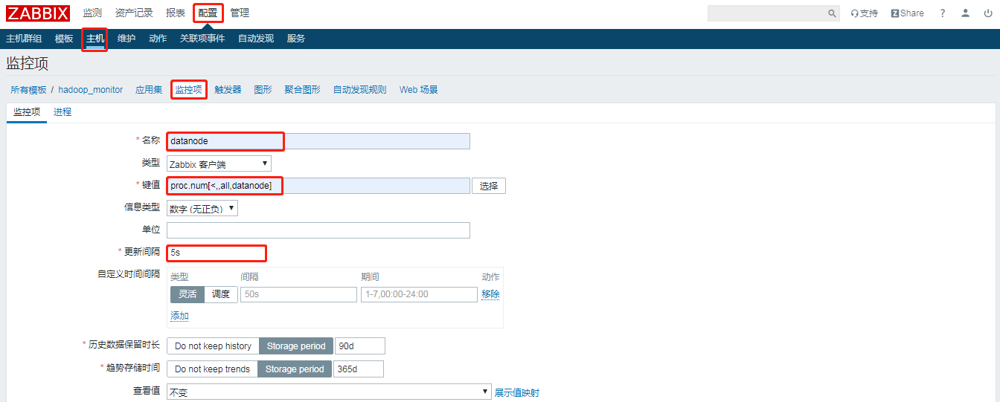 ZABBIX 监测 资产记录 报表 配置 管理 支持 Z Share ?
主机群组 模板 主机 维护 动作 关联项事件 自动发现 服务
监控项
所有模板 / hadoop_monitor 应用集 监控项 触发器 图形 聚合图形 自动发现规则 Web 场景
监控项 进程
* 名称 datanode
类型 Zabbix 客户端
* 键值 proc.num[<,,all,datanode] 选择
信息类型 数字 (无正负)
单位
* 更新间隔 5s
自定义时间间隔 类型 间隔 期间 动作
灵活 调度 50s 1-7,00:00-24:00 移除
添加
* 历史数据保留时长 Do not keep history Storage period 90d
* 趋势存储时间 Do not keep trends Storage period 365d
查看值 不变 展示值映射